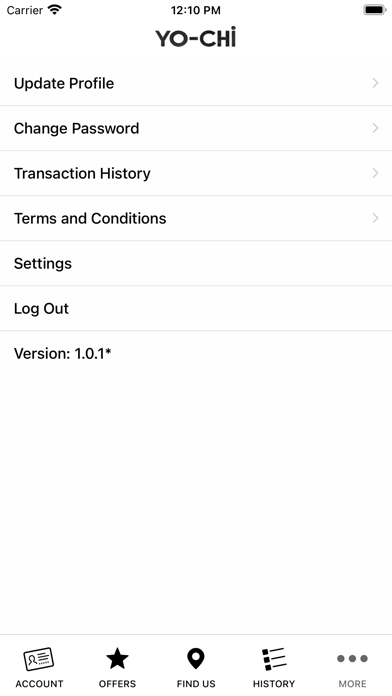 Carrier 12:10 PM
YO-CHi
Update Profile
Change Password
Transaction History
Terms and Conditions
Settings
Log Out
Version: 1.0.1*
ACCOUNT OFFERS FIND US HISTORY MORE